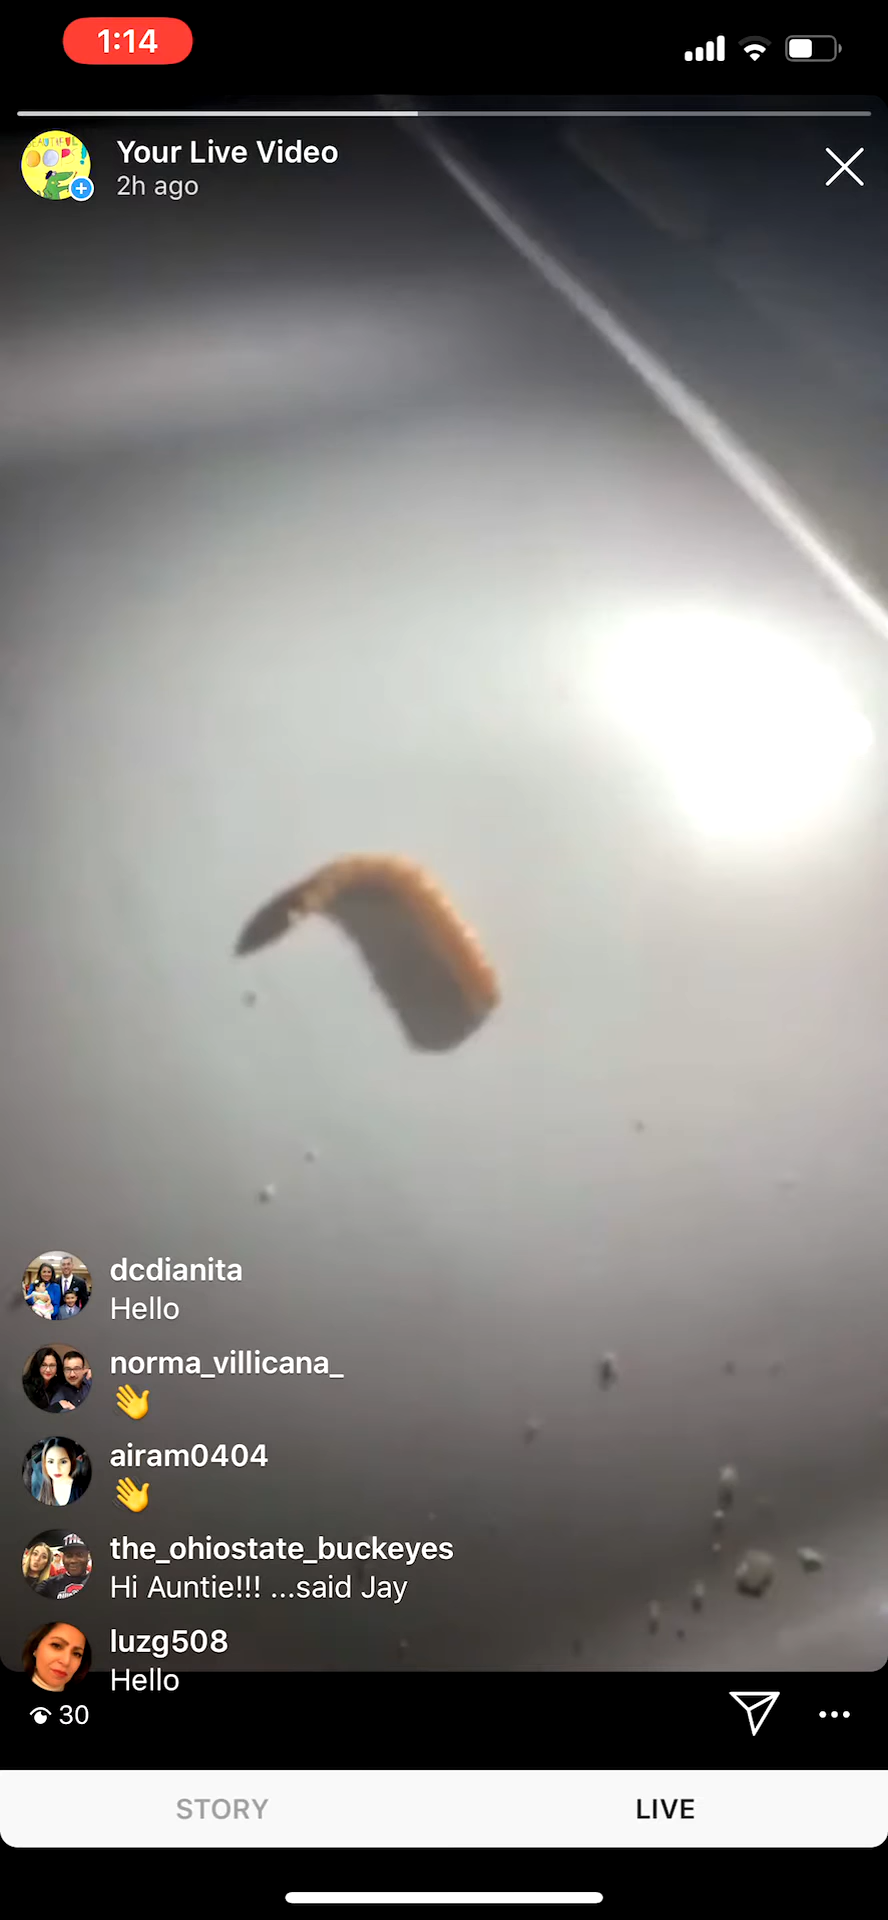 1:14
Your Live Video
2h ago
dcdianita
Hello
norma_villicana_
👋
airam0404
👋
the_ohiostate_buckeyes
Hi Auntie!!! ...said Jay
luzg508
Hello
30
STORY
LIVE